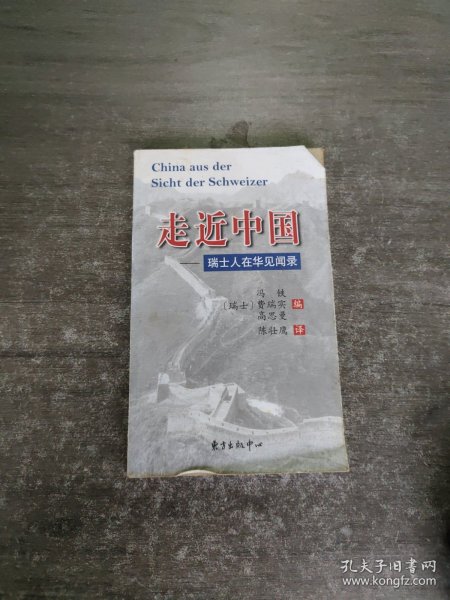 China aus der
Sicht der Schweizer
走近中国
——瑞士人在华见闻录
冯铁
〔瑞士〕费瑞实 编
高思曼
陈壮鹰 译
东方出版中心
孔夫子旧书网
www.kongfz.com